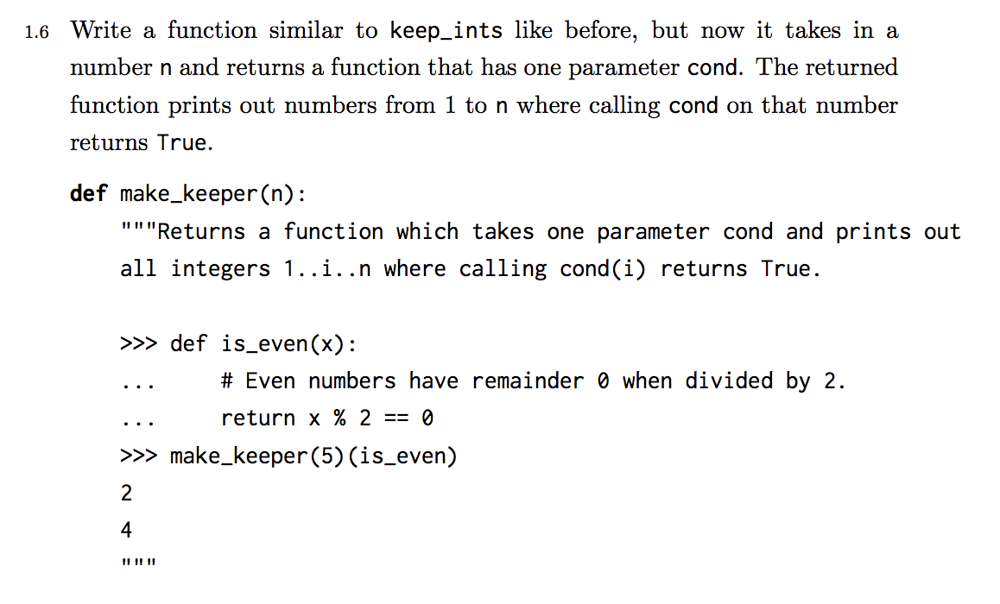 1.6 Write a function similar to keep_ints like before, but now it takes in a
number n and returns a function that has one parameter cond. The returned
function prints out numbers from 1 to n where calling cond on that number
returns True.
def make_keeper(n):
    """Returns a function which takes one parameter cond and prints out
    all integers 1..i..n where calling cond(i) returns True.
    >>> def is_even(x):
    ...     # Even numbers have remainder 0 when divided by 2.
    ...     return x % 2 == 0
    >>> make_keeper(5)(is_even)
    2
    4
    """